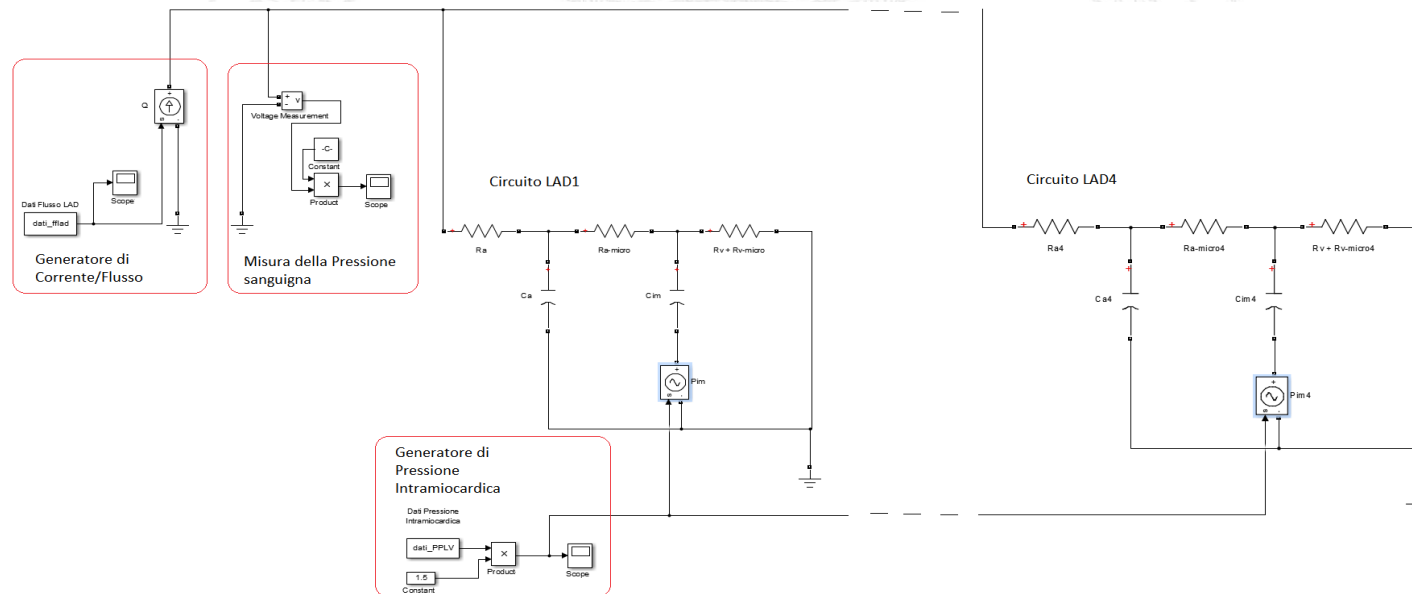 Q
Scope
Dati Flusso LAD
dati_fflad
Generatore di
Corrente/Flusso
+
-
v
Voltage Measurement
-C-
Constant
×
Product
Scope
Misura della Pressione
sanguigna
Circuito LAD1
Ra
Ra-micro
Rv + Rv-micro
Ca
Cim
Pim
Circuito LAD4
Ra4
Ra-micro4
Rv + Rv-micro4
Ca4
Cim4
Pim4
Generatore di
Pressione
Intramiocardica
Dati Pressione
Intramiocardica
dati_PPLV
×
Product
1.5
Constant
Scope